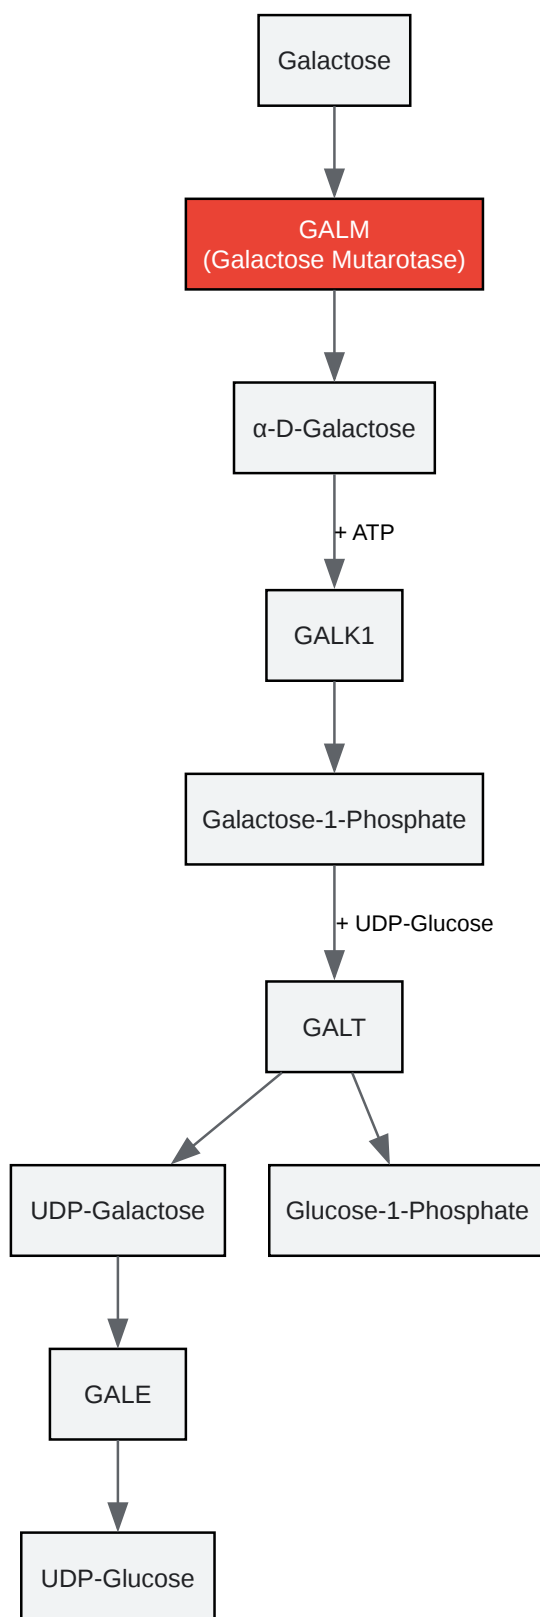 Galactose
GALM
(Galactose Mutarotase)
α-D-Galactose
+ ATP
GALK1
Galactose-1-Phosphate
+ UDP-Glucose
GALT
UDP-Galactose
Glucose-1-Phosphate
GALE
UDP-Glucose